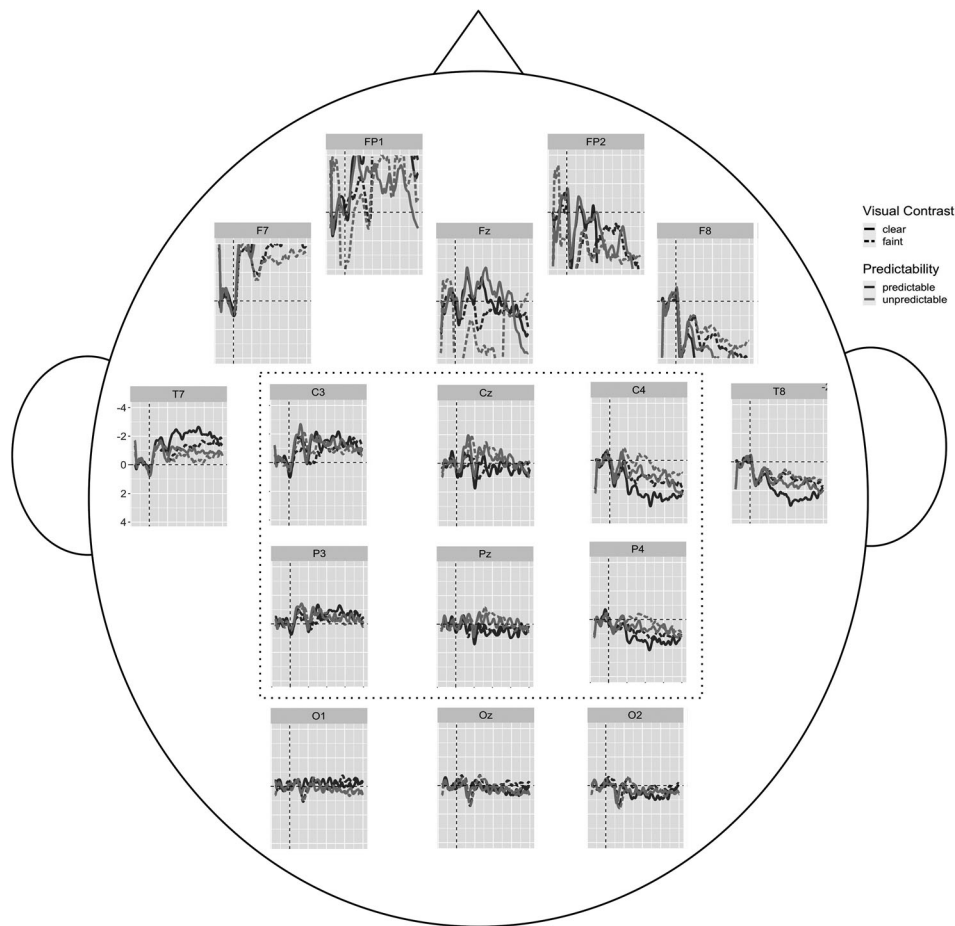 FP1
FP2
F7
Fz
F8
Visual Contrast
clear
faint
Predictability
predictable
unpredictable
T7
C3
Cz
C4
T8
-4
-2
0
2
4
P3
Pz
P4
O1
Oz
O2